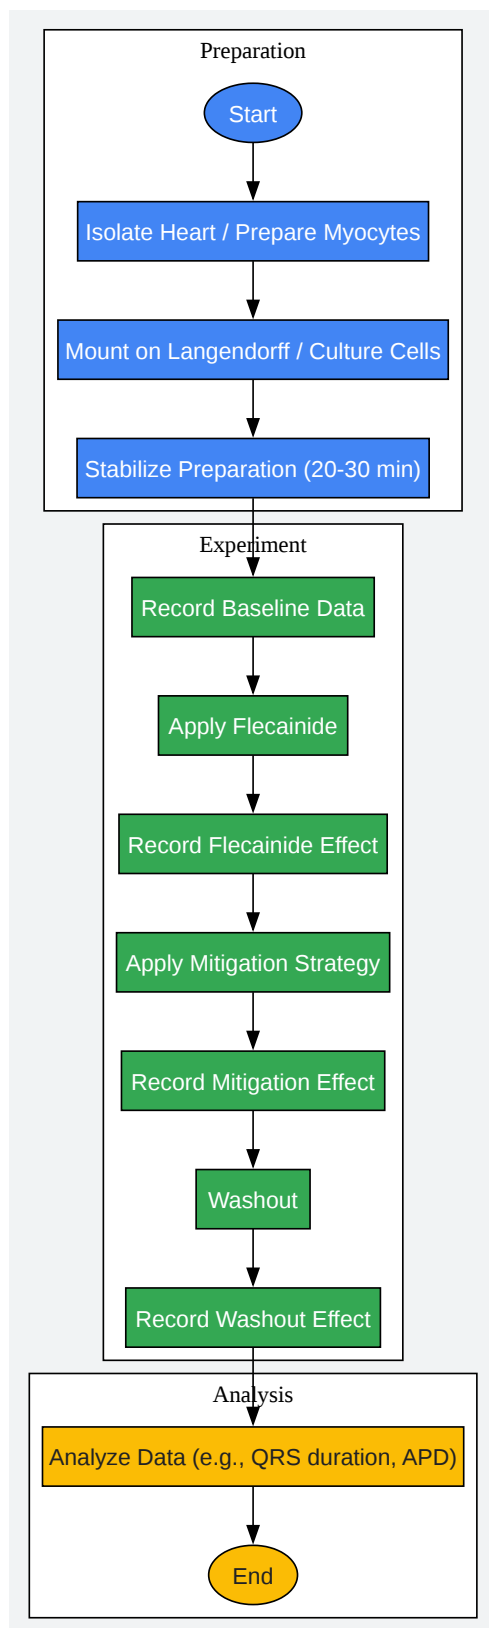 Preparation
Start
Isolate Heart / Prepare Myocytes
Mount on Langendorff / Culture Cells
Stabilize Preparation (20-30 min)
Experiment
Record Baseline Data
Apply Flecainide
Record Flecainide Effect
Apply Mitigation Strategy
Record Mitigation Effect
Washout
Record Washout Effect
Analysis
Analyze Data (e.g., QRS duration, APD)
End